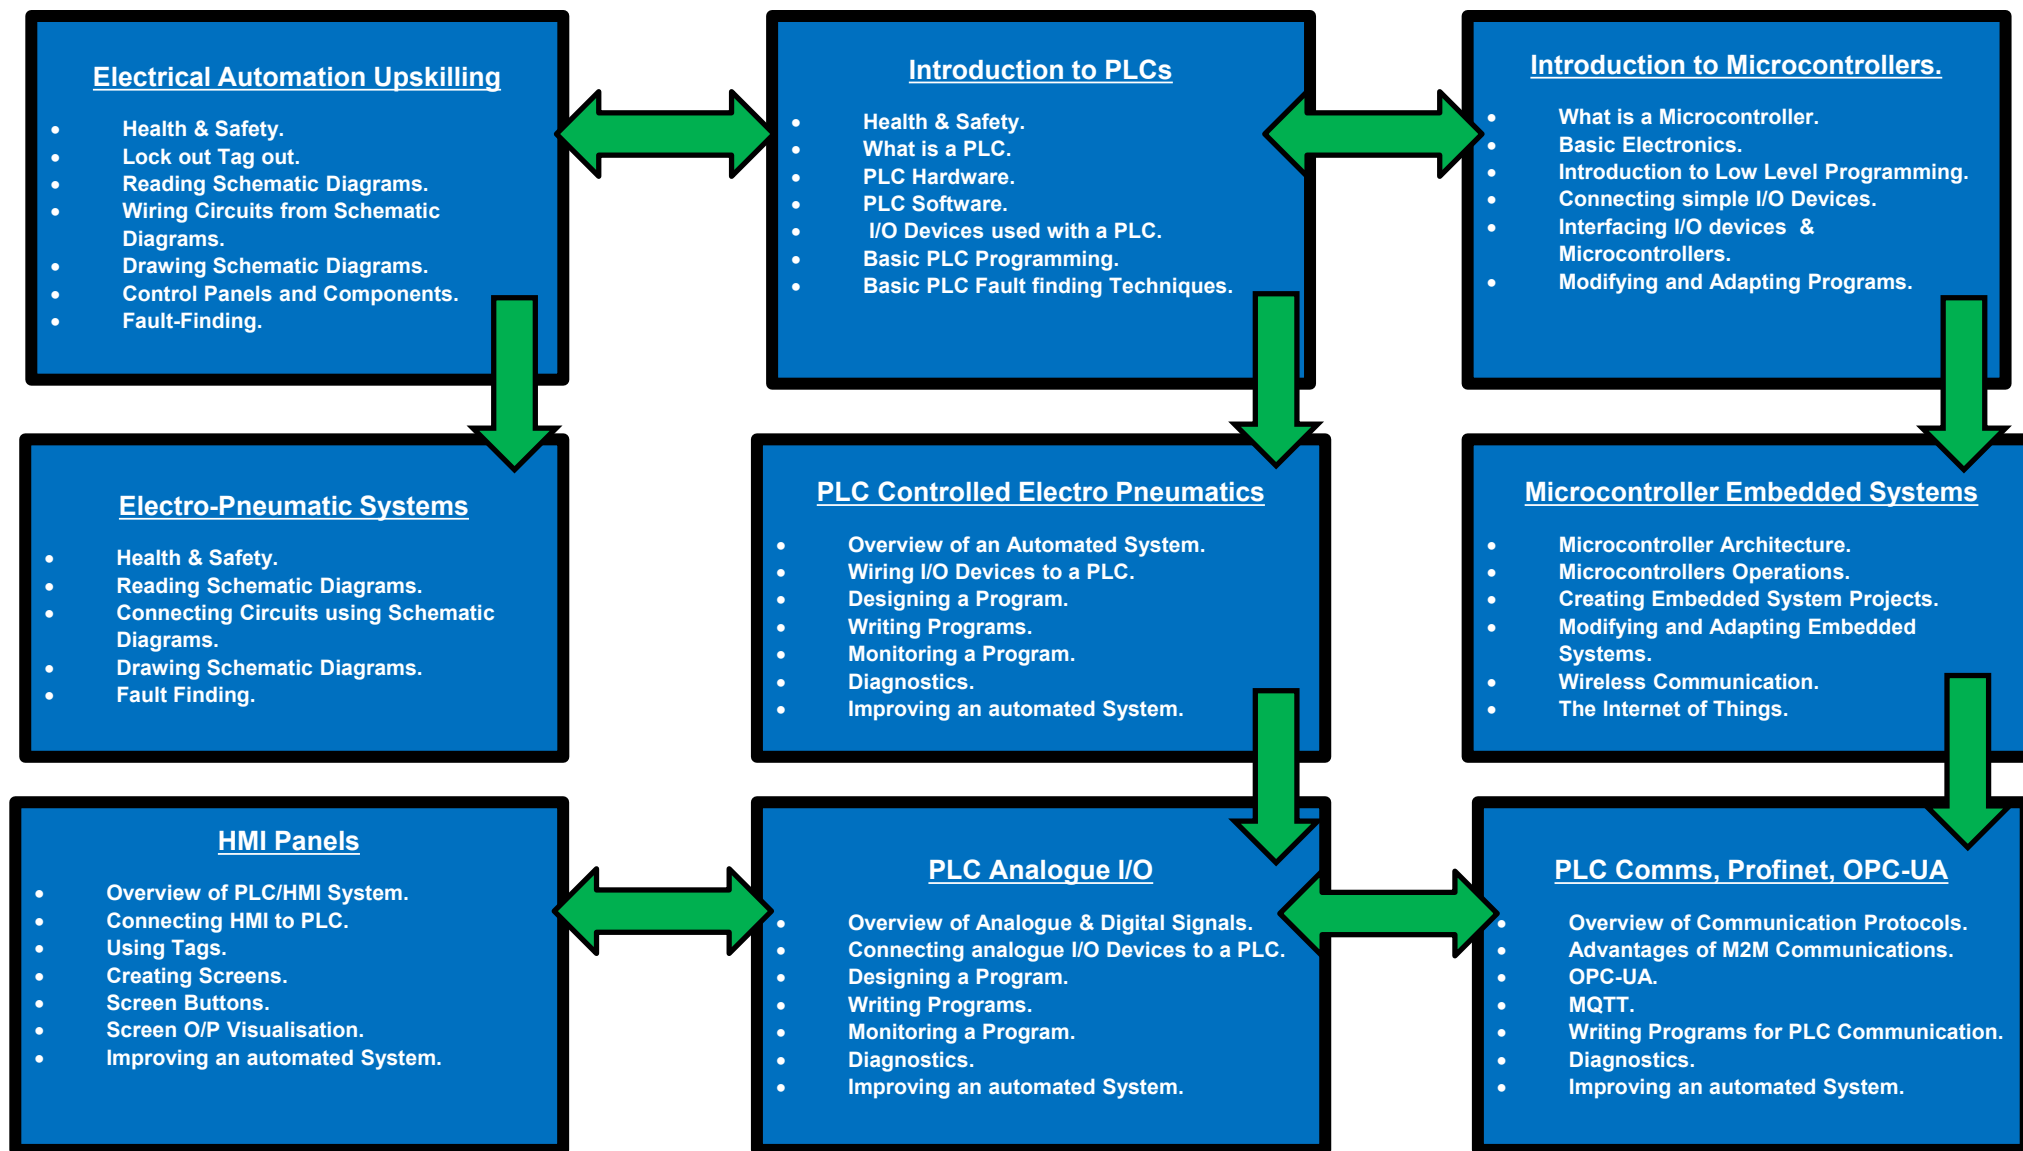 Electrical Automation Upskilling
• Health & Safety.
• Lock out Tag out.
• Reading Schematic Diagrams.
• Wiring Circuits from Schematic
Diagrams.
• Drawing Schematic Diagrams.
• Control Panels and Components.
• Fault-Finding.
Introduction to PLCs
• Health & Safety.
• What is a PLC.
• PLC Hardware.
• PLC Software.
• I/O Devices used with a PLC.
• Basic PLC Programming.
• Basic PLC Fault finding Techniques.
Introduction to Microcontrollers.
• What is a Microcontroller.
• Basic Electronics.
• Introduction to Low Level Programming.
• Connecting simple I/O Devices.
• Interfacing I/O devices &
Microcontrollers.
• Modifying and Adapting Programs.
Electro-Pneumatic Systems
• Health & Safety.
• Reading Schematic Diagrams.
• Connecting Circuits using Schematic
Diagrams.
• Drawing Schematic Diagrams.
• Fault Finding.
PLC Controlled Electro Pneumatics
• Overview of an Automated System.
• Wiring I/O Devices to a PLC.
• Designing a Program.
• Writing Programs.
• Monitoring a Program.
• Diagnostics.
• Improving an automated System.
Microcontroller Embedded Systems
• Microcontroller Architecture.
• Microcontrollers Operations.
• Creating Embedded System Projects.
• Modifying and Adapting Embedded
Systems.
• Wireless Communication.
• The Internet of Things.
HMI Panels
• Overview of PLC/HMI System.
• Connecting HMI to PLC.
• Using Tags.
• Creating Screens.
• Screen Buttons.
• Screen O/P Visualisation.
• Improving an automated System.
PLC Analogue I/O
• Overview of Analogue & Digital Signals.
• Connecting analogue I/O Devices to a PLC.
• Designing a Program.
• Writing Programs.
• Monitoring a Program.
• Diagnostics.
• Improving an automated System.
PLC Comms, Profinet, OPC-UA
• Overview of Communication Protocols.
• Advantages of M2M Communications.
• OPC-UA.
• MQTT.
• Writing Programs for PLC Communication.
• Diagnostics.
• Improving an automated System.